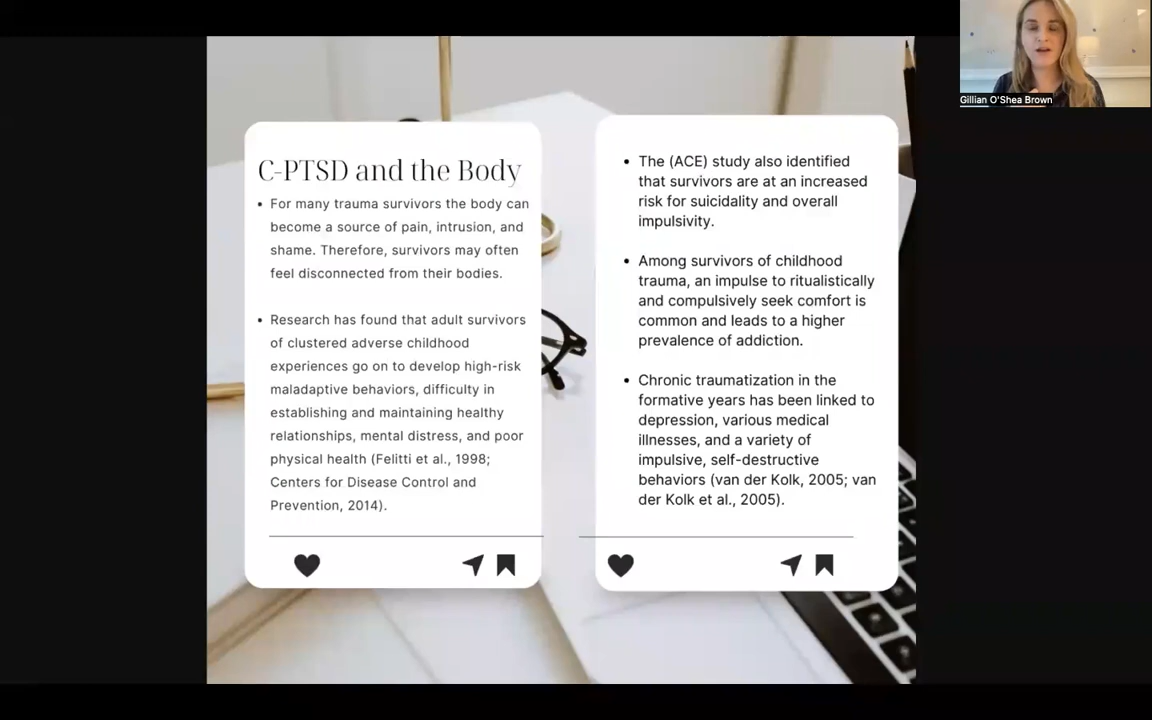 C-PTSD and the Body
• For many trauma survivors the body can
become a source of pain, intrusion, and
shame. Therefore, survivors may often
feel disconnected from their bodies.
• Research has found that adult survivors
of clustered adverse childhood
experiences go on to develop high-risk
maladaptive behaviors, difficulty in
establishing and maintaining healthy
relationships, mental distress, and poor
physical health (Felitti et al., 1998;
Centers for Disease Control and
Prevention, 2014).
• The (ACE) study also identified
that survivors are at an increased
risk for suicidality and overall
impulsivity.
• Among survivors of childhood
trauma, an impulse to ritualistically
and compulsively seek comfort is
common and leads to a higher
prevalence of addiction.
• Chronic traumatization in the
formative years has been linked to
depression, various medical
illnesses, and a variety of
impulsive, self-destructive
behaviors (van der Kolk, 2005; van
der Kolk et al., 2005).
Gillian O'Shea Brown